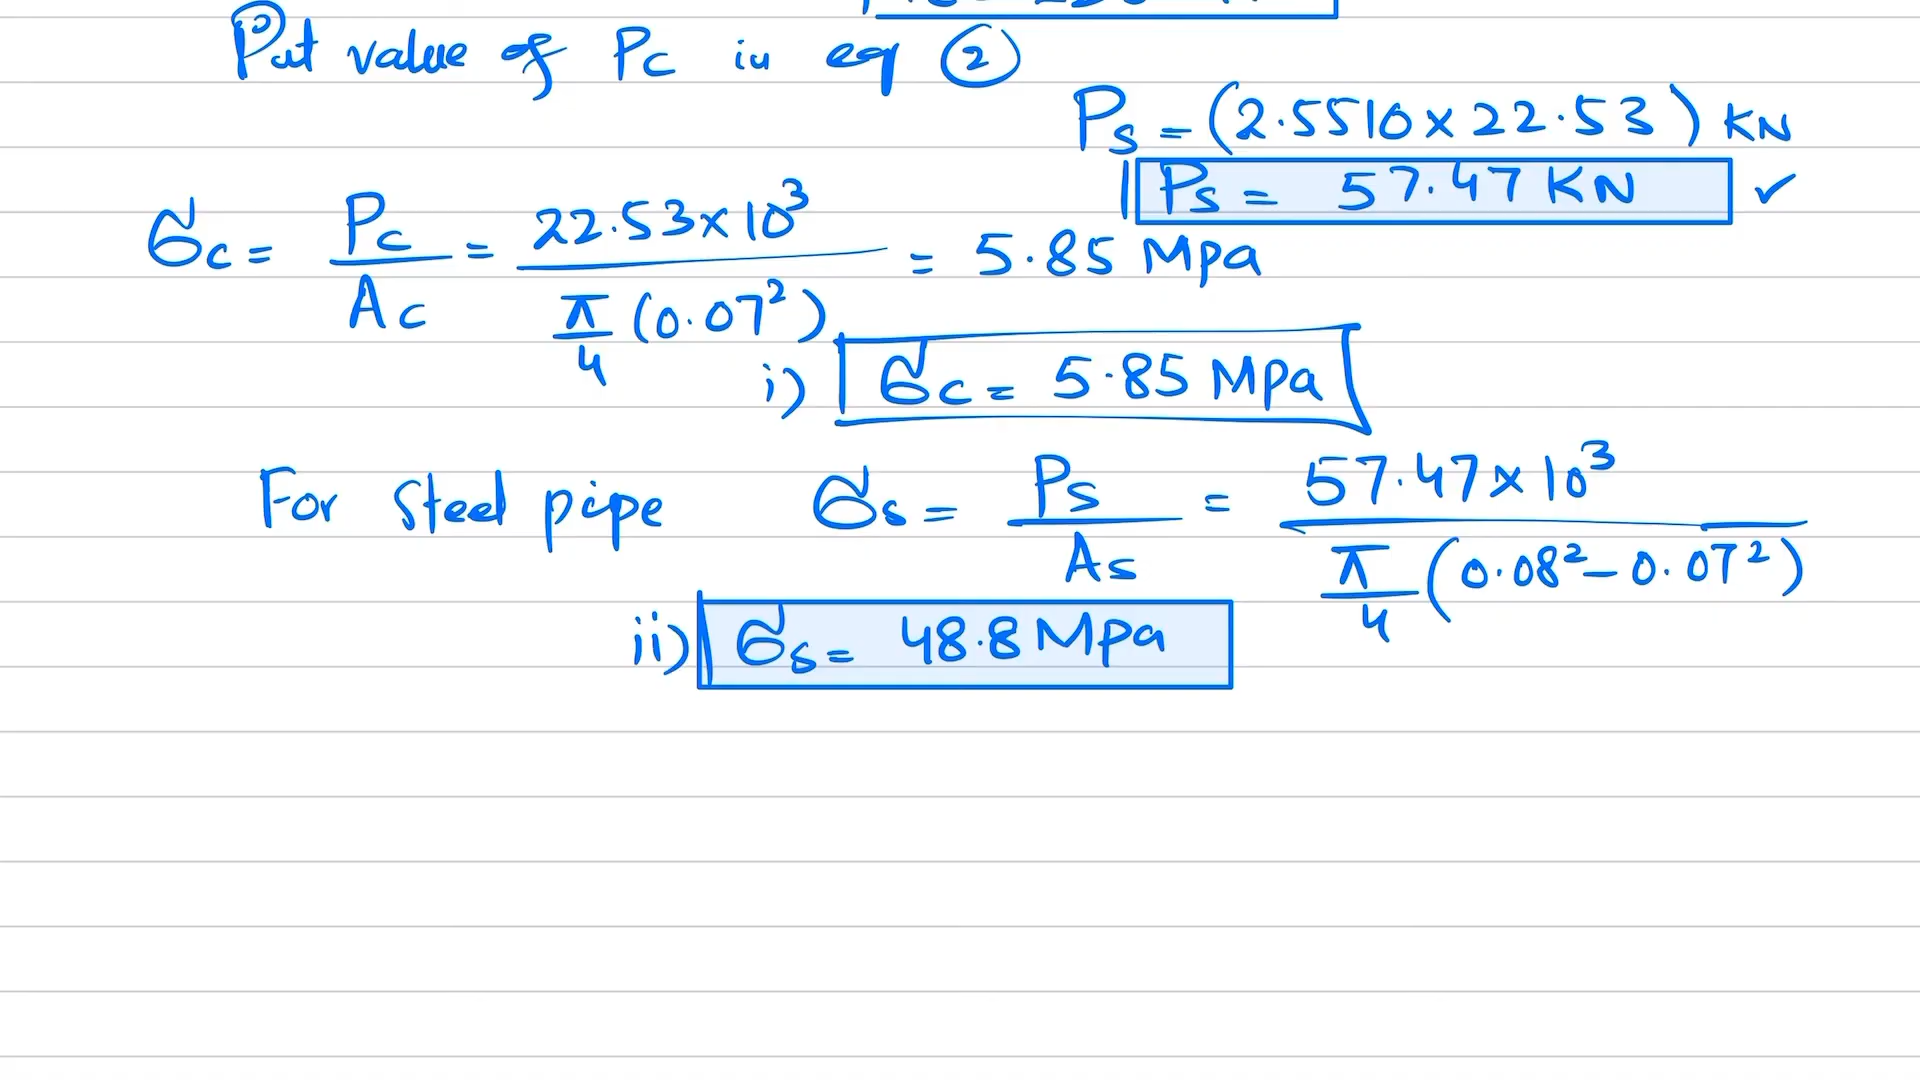 Put value of Pc in eq ②
Ps = (2.5510 × 22.53) KN
Ps = 57.47 KN ✓
σc = Pc/Ac = 22.53×10³ / π/4 (0.07²) = 5.85 Mpa
i) σc = 5.85 Mpa
For Steel pipe σs = Ps/As = 57.47×10³ / π/4 (0.08² – 0.07²)
ii) σs = 48.8 Mpa